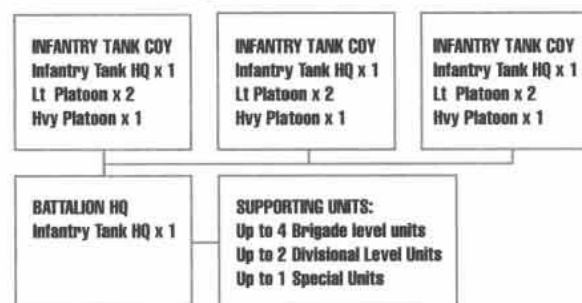 INFANTRY TANK COY
Infantry Tank HQ x 1
Lt Platoon x 2
Hvy Platoon x 1
INFANTRY TANK COY
Infantry Tank HQ x 1
Lt Platoon x 2
Hvy Platoon x 1
INFANTRY TANK COY
Infantry Tank HQ x 1
Lt Platoon x 2
Hvy Platoon x 1
BATTALION HQ
Infantry Tank HQ x 1
SUPPORTING UNITS:
Up to 4 Brigade level units
Up to 2 Divisional Level Units
Up to 1 Special Units